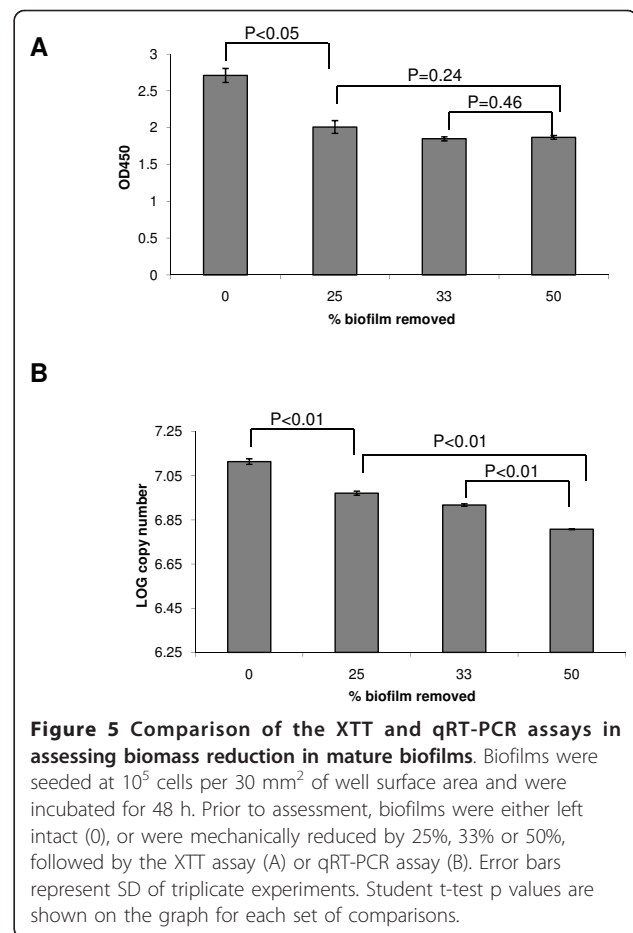 A
P<0.05
P=0.24
P=0.46
3
2.5
2
1.5
1
0.5
0
OD450
0 25 33 50
% biofilm removed
B
P<0.01
P<0.01
P<0.01
7.25
7.05
6.85
6.65
6.45
6.25
LOG copy number
0 25 33 50
% biofilm removed
Figure 5 Comparison of the XTT and qRT-PCR assays in
assessing biomass reduction in mature biofilms. Biofilms were
seeded at 10⁵ cells per 30 mm² of well surface area and were
incubated for 48 h. Prior to assessment, biofilms were either left
intact (0), or were mechanically reduced by 25%, 33% or 50%,
followed by the XTT assay (A) or qRT-PCR assay (B). Error bars
represent SD of triplicate experiments. Student t-test p values are
shown on the graph for each set of comparisons.